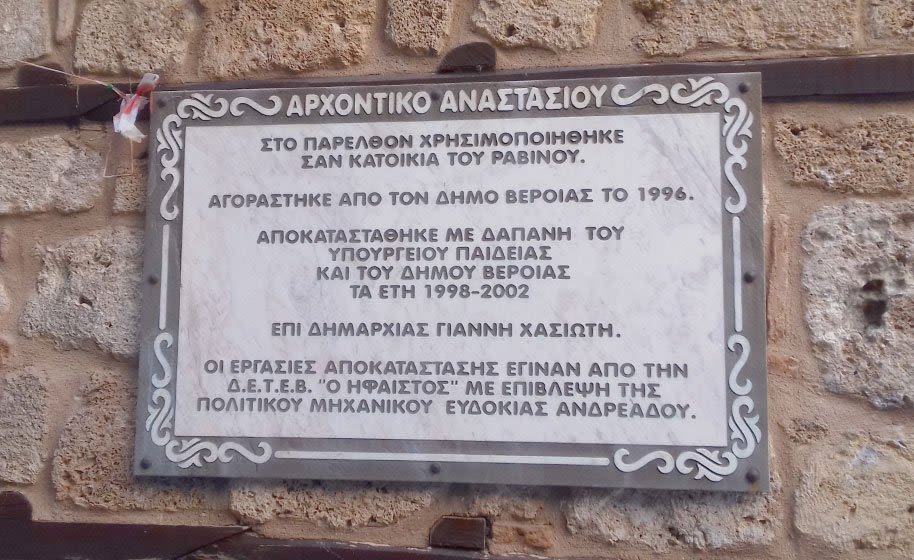 ΑΡΧΟΝΤΙΚΟ ΑΝΑΣΤΑΣΙΟΥ
ΣΤΟ ΠΑΡΕΛΘΟΝ ΧΡΗΣΙΜΟΠΟΙΗΘΗΚΕ
ΣΑΝ ΚΑΤΟΙΚΙΑ ΤΟΥ ΡΑΒΙΝΟΥ.
ΑΓΟΡΑΣΤΗΚΕ ΑΠΟ ΤΟΝ ΔΗΜΟ ΒΕΡΟΙΑΣ ΤΟ 1996.
ΑΠΟΚΑΤΑΣΤΑΘΗΚΕ ΜΕ ΔΑΠΑΝΗ ΤΟΥ
ΥΠΟΥΡΓΕΙΟΥ ΠΑΙΔΕΙΑΣ
ΚΑΙ ΤΟΥ ΔΗΜΟΥ ΒΕΡΟΙΑΣ
ΤΑ ΕΤΗ 1998-2002
ΕΠΙ ΔΗΜΑΡΧΙΑΣ ΓΙΑΝΝΗ ΧΑΣΙΩΤΗ.
ΟΙ ΕΡΓΑΣΙΕΣ ΑΠΟΚΑΤΑΣΤΑΣΗΣ ΕΓΙΝΑΝ ΑΠΟ ΤΗΝ
Δ.Ε.Τ.Ε.Β. "Ο ΗΦΑΙΣΤΟΣ" ΜΕ ΕΠΙΒΛΕΨΗ ΤΗΣ
ΠΟΛΙΤΙΚΟΥ ΜΗΧΑΝΙΚΟΥ ΕΥΔΟΚΙΑΣ ΑΝΔΡΕΑΔΟΥ.